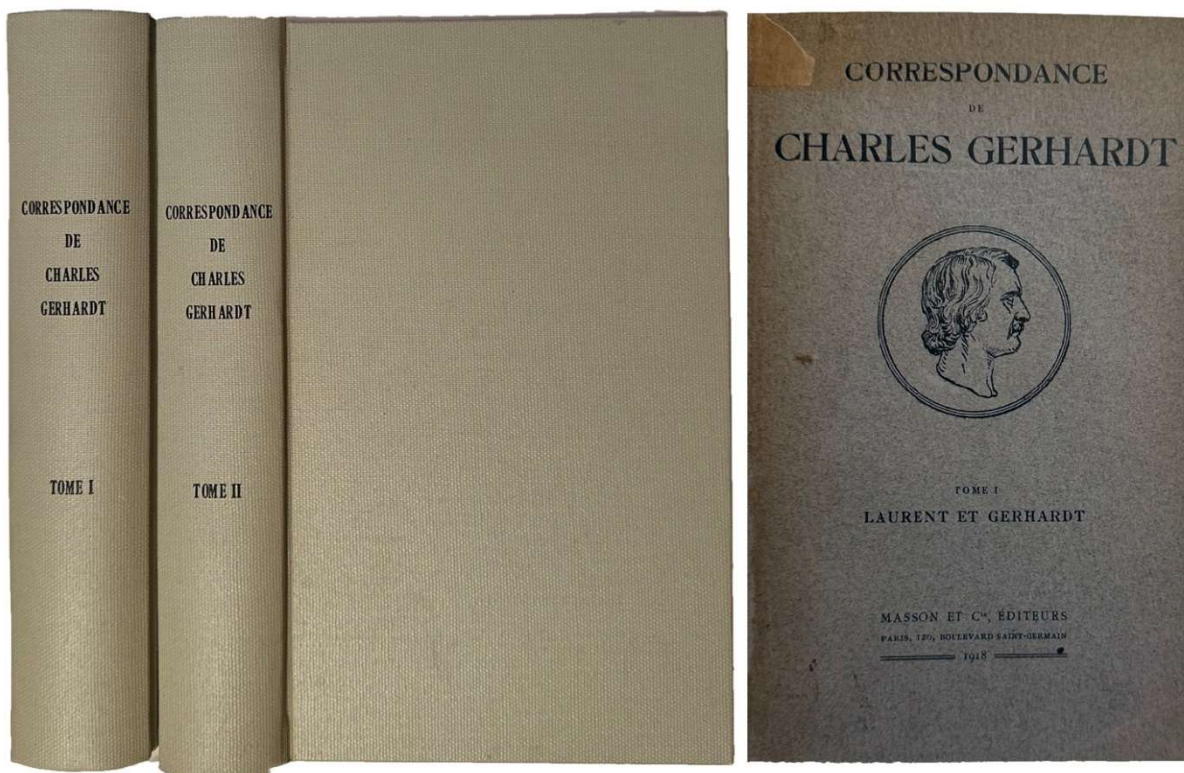 CORRESPONDANCE
DE
CHARLES
GERHARDT
TOME I
CORRESPONDANCE
DE
CHARLES
GERHARDT
TOME II
CORRESPONDANCE
DE
CHARLES GERHARDT
TOME I
LAURENT ET GERHARDT
MASSON ET Cie, ÉDITEURS
PARIS, 120, BOULEVARD SAINT-GERMAIN
1918